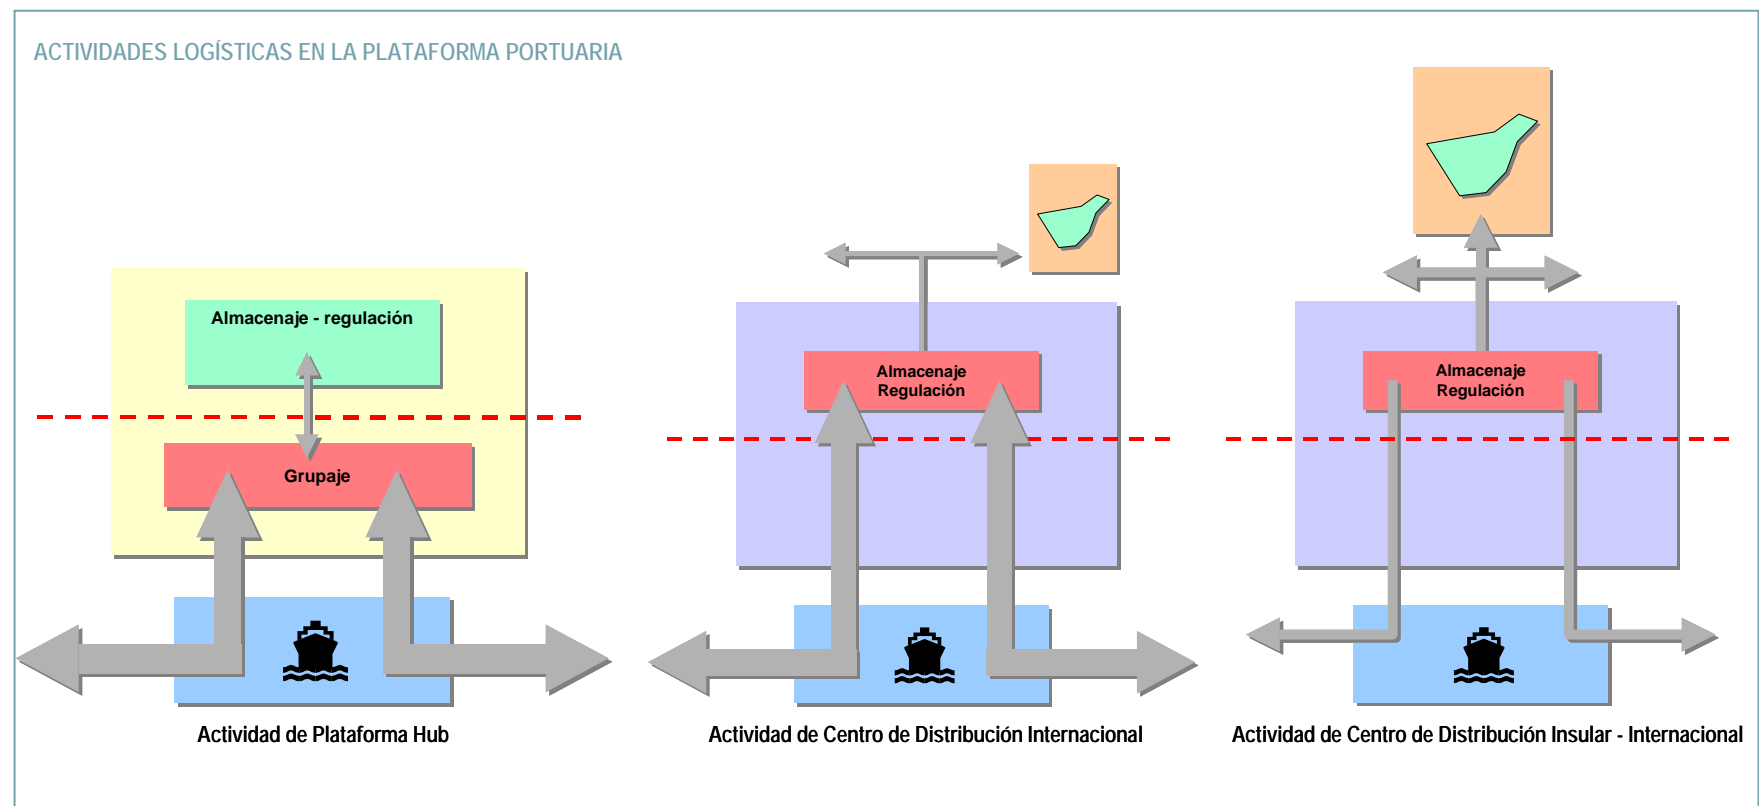 ACTIVIDADES LOGÍSTICAS EN LA PLATAFORMA PORTUARIA
Almacenaje - regulación
Grupaje
Actividad de Plataforma Hub
Almacenaje
Regulación
Actividad de Centro de Distribución Internacional
Almacenaje
Regulación
Actividad de Centro de Distribución Insular - Internacional